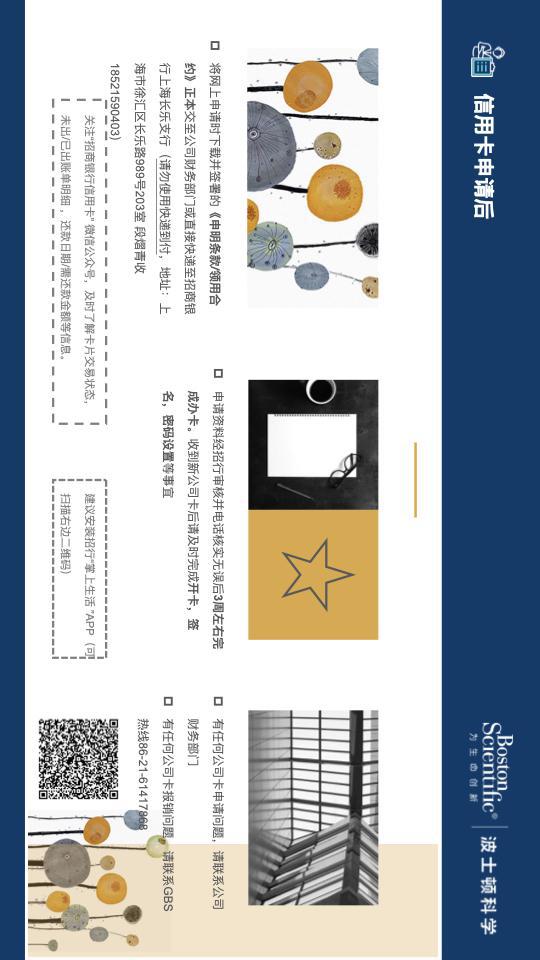 信用卡申请后
Boston
Scientific®
为生命创新
波士顿科学
将网上申请时下载并签署的《申明条款/领用合
约》正本交至公司财务部门或直接快递至招商银
行上海长乐支行（请勿使用快递到付，地址：上
海市徐汇区长乐路989号203室 段熠青收
18521590403)
关注“招商银行信用卡” 微信公众号，及时了解卡片交易状态，
未出/已出账单明细，还款日期/需还款金额等信息。
申请资料经招行审核并电话核实无误后3周左右完
成办卡。收到新公司卡后请及时完成开卡，签
名，密码设置等事宜
建议安装招行“掌上生活 ”APP（可
扫描右边二维码）
有任何公司卡申请问题，请联系公司
财务部门
有任何公司卡报销问题，请联系GBS
热线86-21-61417868